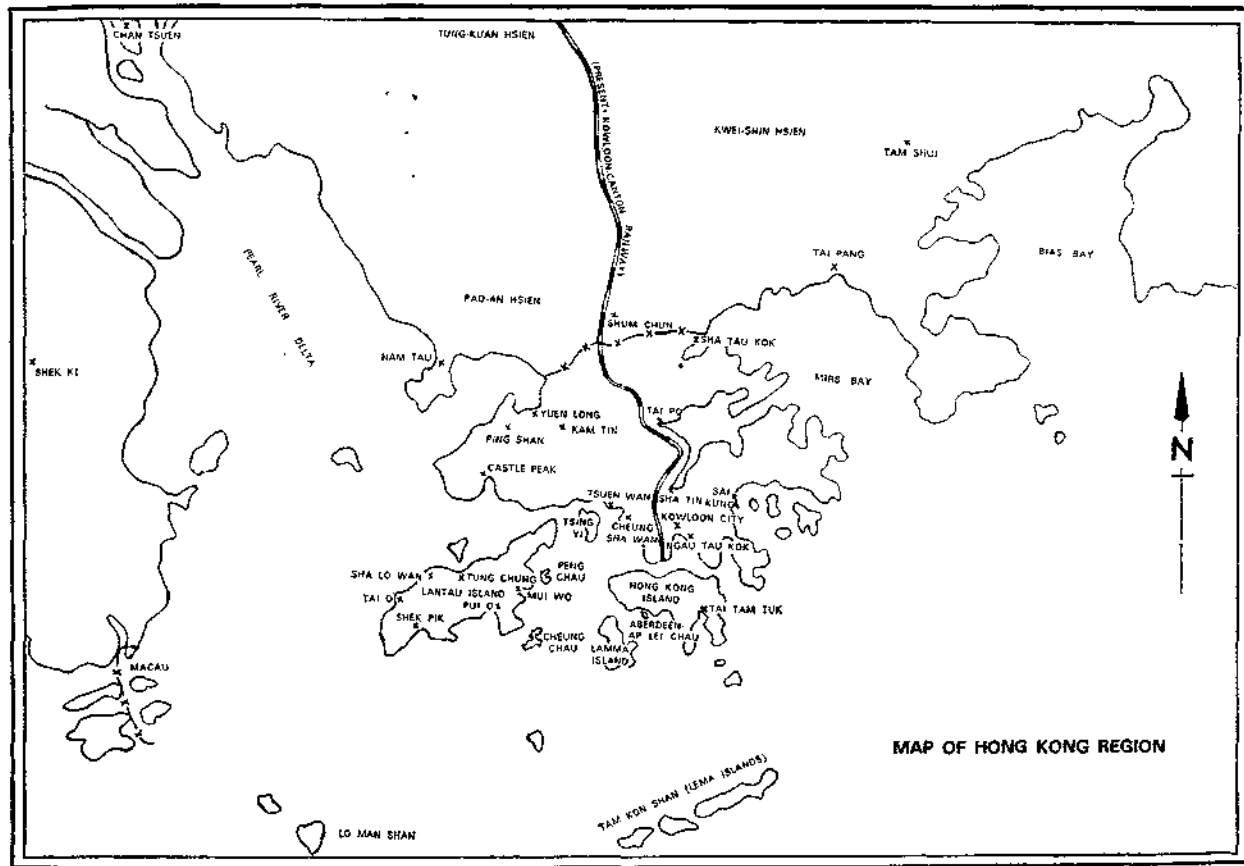 CHAN TSUEN
TUNG-KUAN HSIEN
(PRESENT: KOWLOON-CANTON RAILWAY)
KWEI-SHIN HSIEN
TAM SHUI
PEARL RIVER DELTA
TAI PANG
BIAS BAY
PAO-AN HSIEN
SHUM CHUN
SHA TAU KOK
NAM TAU
SHEK KI
MIRS BAY
YUEN LONG
TAI PO
KAM TIN
PING SHAN
N
CASTLE PEAK
TSUEN WAN
SHA TIN
SAI
KUNG
KOWLOON CITY
TSING
YI
CHEUNG
SHA WAN
NGAU TAU KOK
PENG
CHAU
SHA LO WAN
TUNG CHUNG
LANTAU ISLAND
MUI WO
HONG KONG
ISLAND
TAI O
PUI O
TAI TAM TUK
SHEK PIK
ABERDEEN-
AP LEI CHAU
CHEUNG
CHAU
LAMMA
ISLAND
MACAU
MAP OF HONG KONG REGION
TAM KON SHAN (LEMA ISLANDS)
LO MAN SHAN